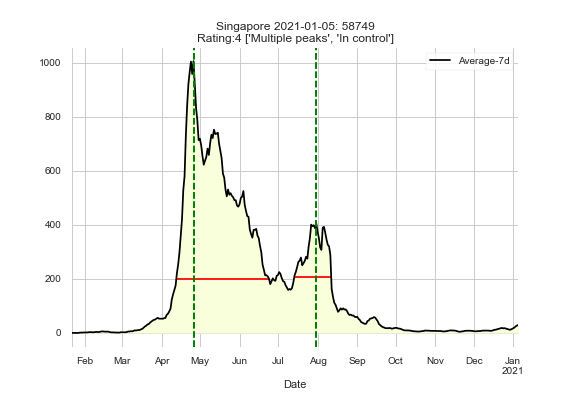 Singapore 2021-01-05: 58749
Rating:4 ['Multiple peaks', 'In control']
Average-7d
1000
800
600
400
200
0
Feb Mar Apr May Jun Jul Aug Sep Oct Nov Dec Jan
2021
Date